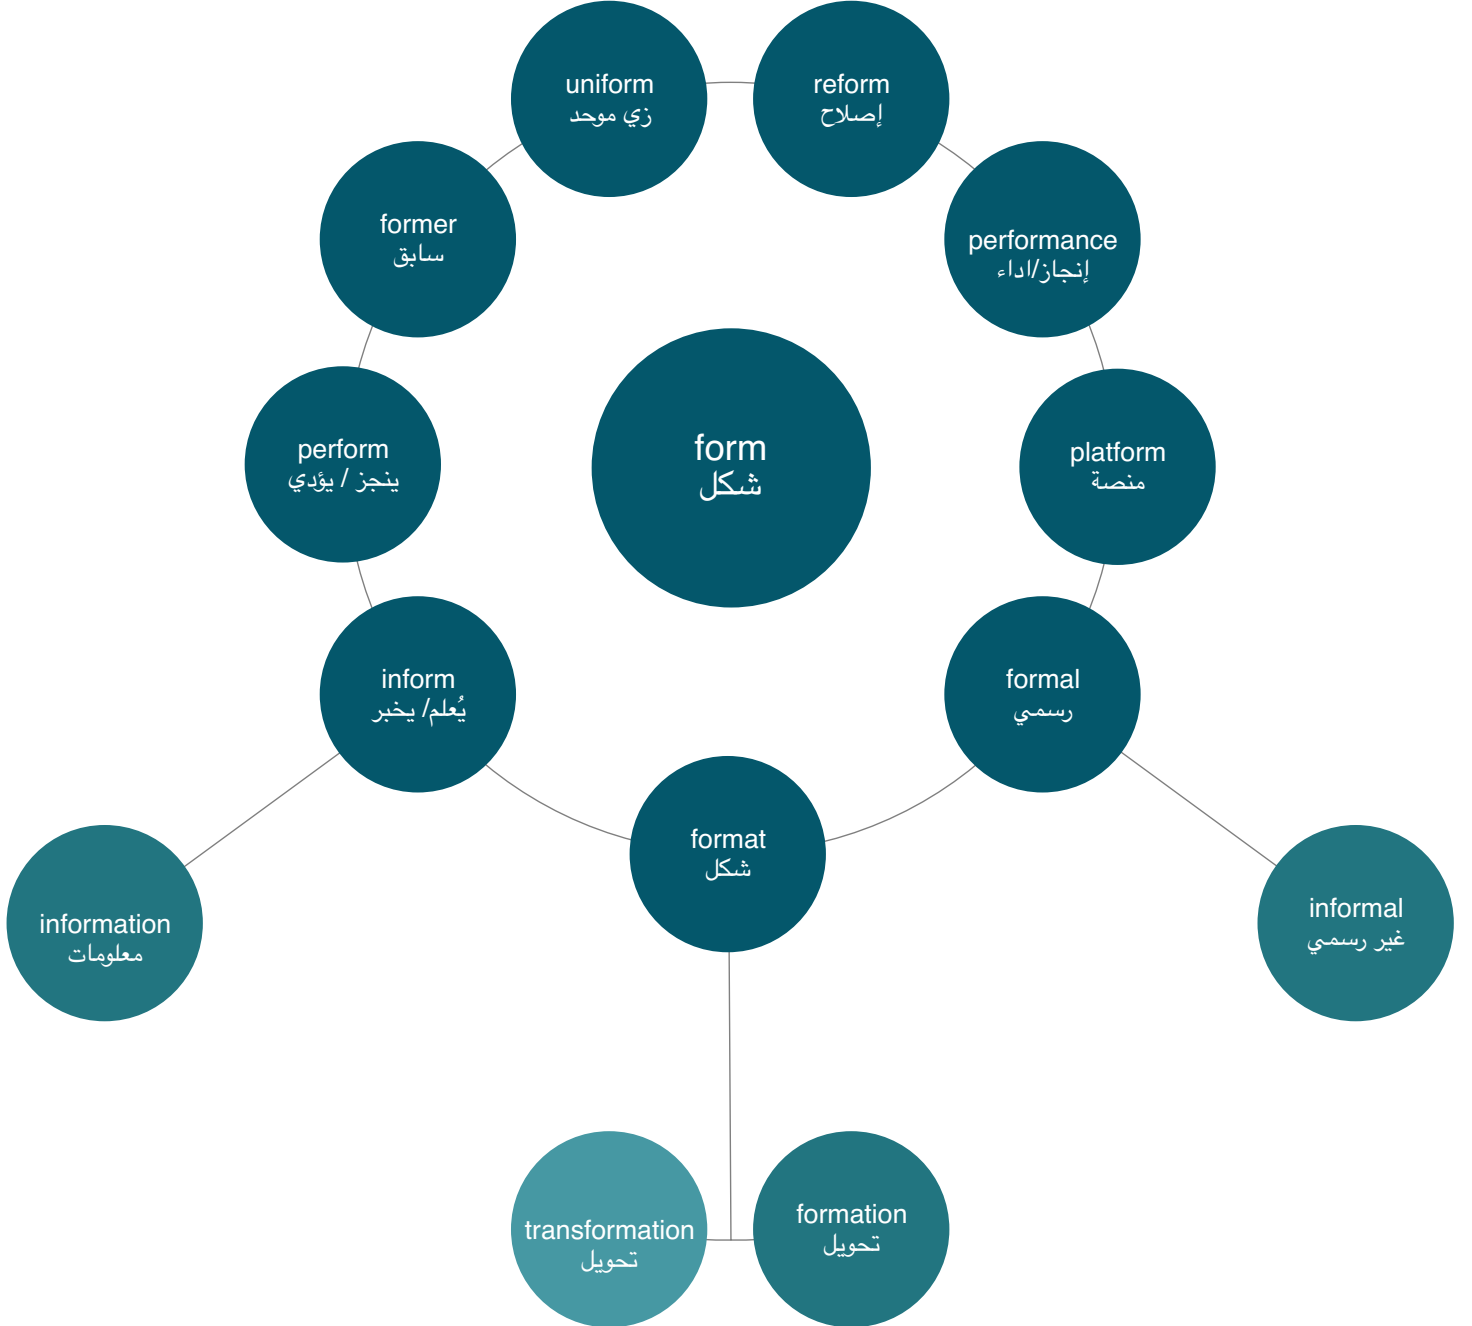 uniform
زي موحد
reform
إصلاح
former
سابق
performance
إنجاز/اداء
form
شكل
perform
ينجز / يؤدي
platform
منصة
inform
يُعلم/ يخبر
formal
رسمي
format
شكل
information
معلومات
informal
غير رسمي
transformation
تحويل
formation
تحويل